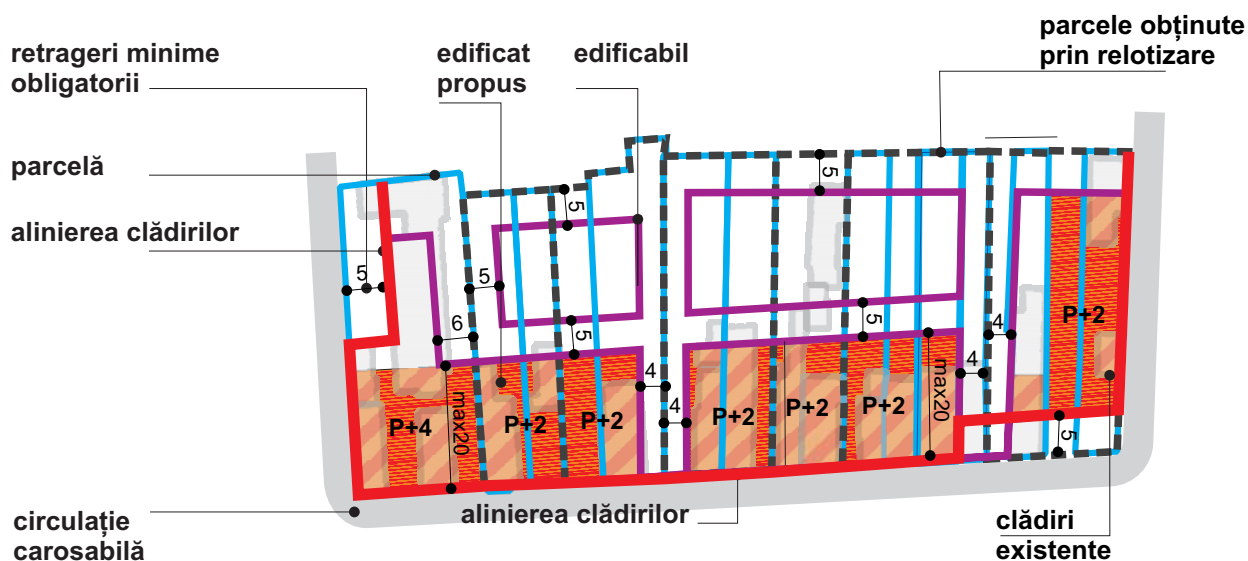 retrageri minime
obligatorii
edificat
propus
edificabil
parcele obținute
prin relotizare
parcelă
alinierea clădirilor
5
5
5
5
6
5
5
4
4
4
4
5
max20
max20
P+4
P+2
P+2
P+2
P+2
P+2
P+2
alinierea clădirilor
circulație
carosabilă
clădiri
existente